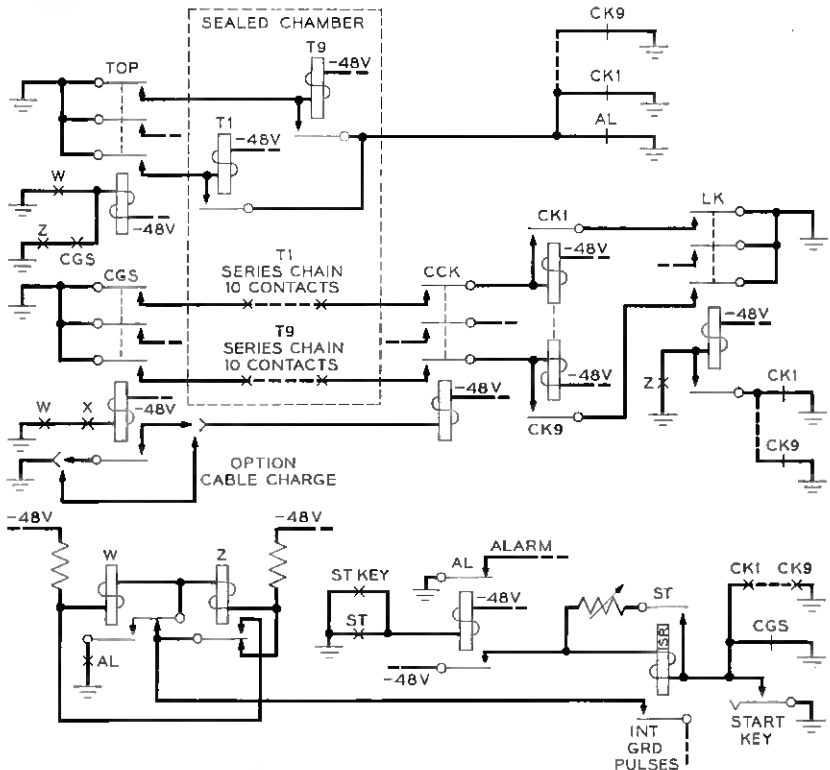 SEALED CHAMBER
CK9
T9
-48V
TOP
CK1
T1
-48V
AL
W
-48V
Z
CGS
LK
CK1
-48V
CGS
T1
SERIES CHAIN
10 CONTACTS
CCK
-48V
T9
SERIES CHAIN
10 CONTACTS
-48V
Z
CK1
W
X
-48V
-48V
CK9
CK9
OPTION
CABLE CHARGE
-48V
-48V
W
Z
ST KEY
AL
ALARM
-48V
ST
CK1
CK9
ST
SR
CGS
AL
-48V
INT
GRD
PULSES
START
KEY